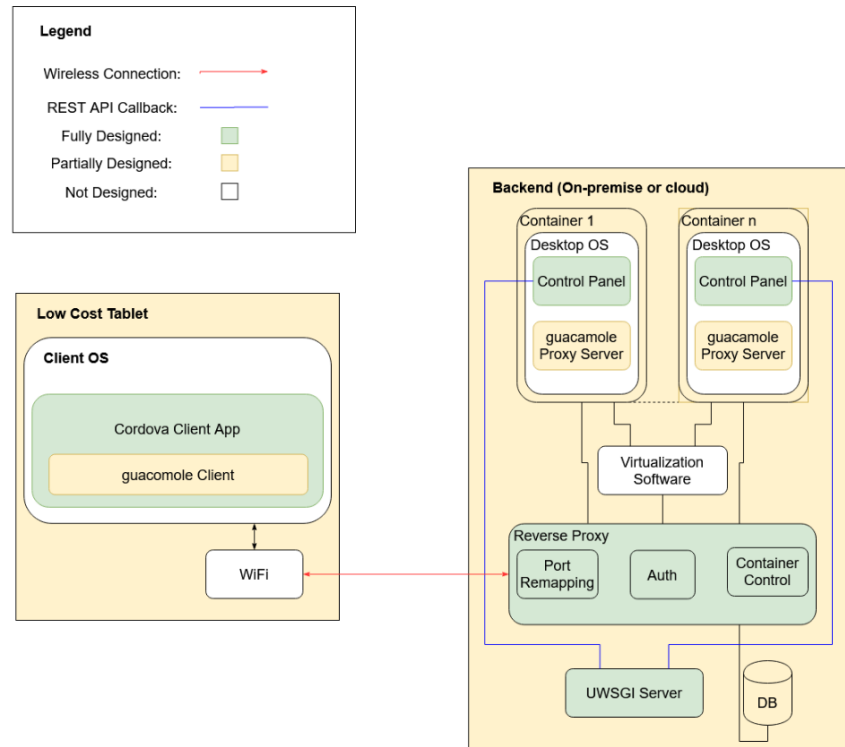 Legend
Wireless Connection:
REST API Callback:
Fully Designed:
Partially Designed:
Not Designed:
Low Cost Tablet
Client OS
Cordova Client App
guacomole Client
WiFi
Backend (On-premise or cloud)
Container 1
Desktop OS
Control Panel
guacamole
Proxy Server
Container n
Desktop OS
Control Panel
guacamole
Proxy Server
Virtualization
Software
Reverse Proxy
Port
Remapping
Auth
Container
Control
UWSGI Server
DB